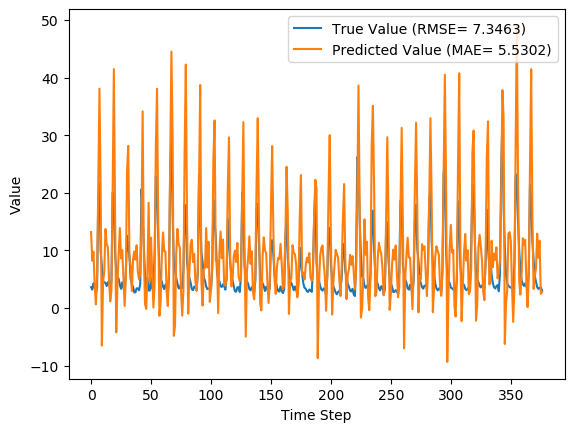 True Value (RMSE= 7.3463)
Predicted Value (MAE= 5.5302)
50
40
30
20
10
0
−10
Value
0 50 100 150 200 250 300 350
Time Step